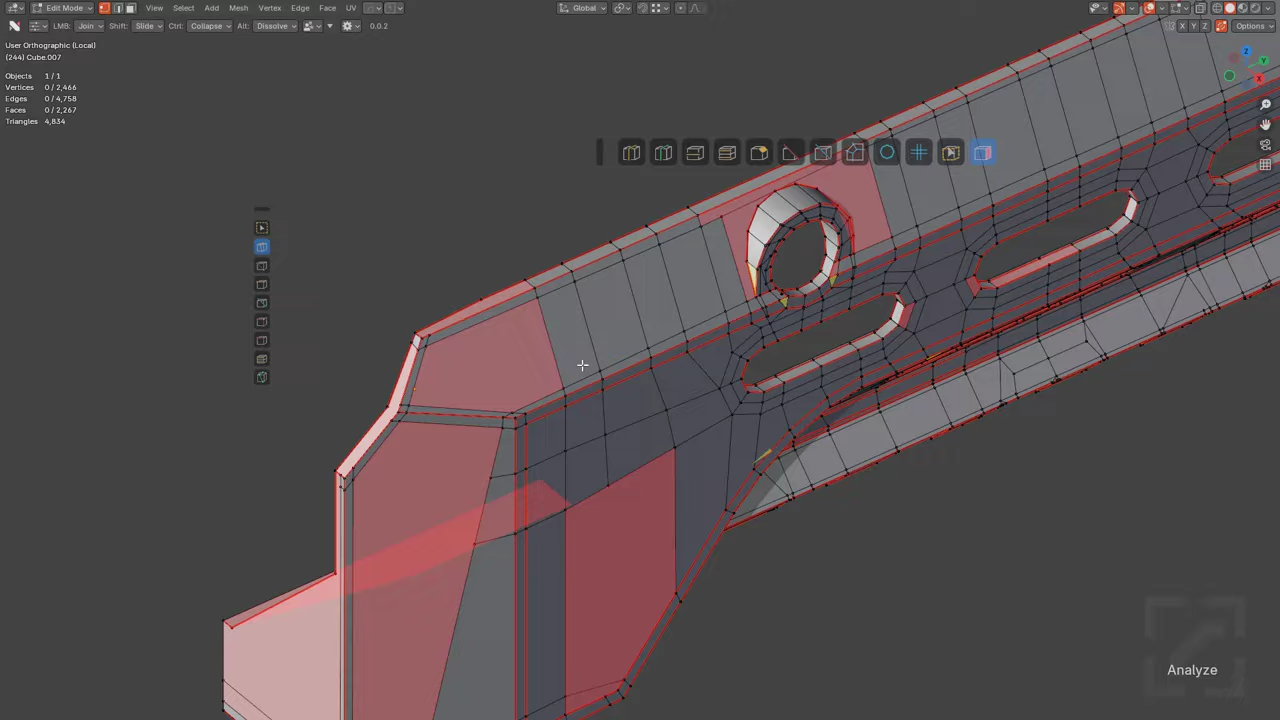 Edit Mode View Select Add Mesh Vertex Edge Face UV Global
LMB: Join Shift: Slide Ctrl: Collapse Alt: Dissolve 0.0.2 X Y Z Options
User Orthographic (Local)
(244) Cube.007
Objects 1 / 1
Vertices 0 / 2,466
Edges 0 / 4,758
Faces 0 / 2,267
Triangles 4,834
Z
Y
X
Analyze